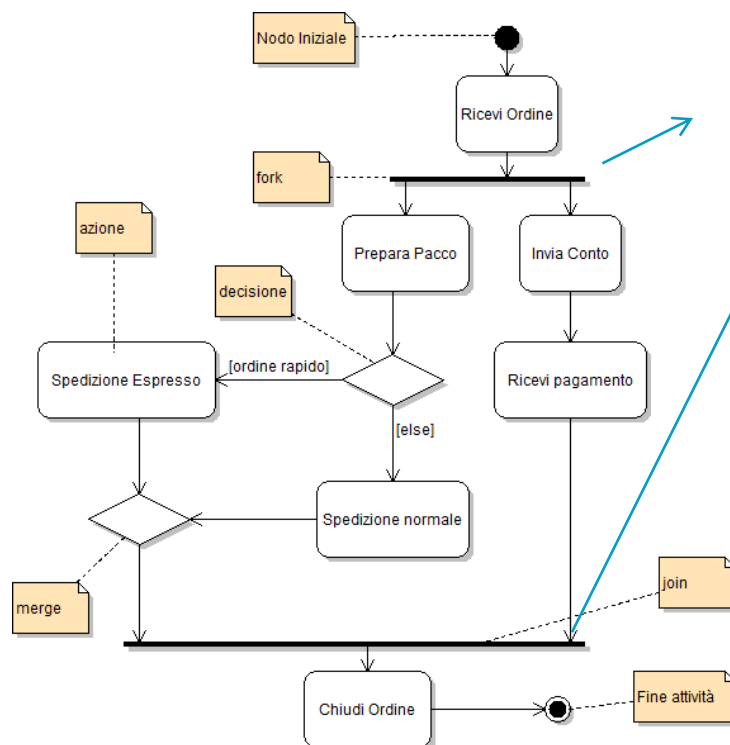 Nodo Iniziale
Ricevi Ordine
fork
azione
Prepara Pacco
Invia Conto
decisione
[ordine rapido]
Spedizione Espresso
Ricevi pagamento
[else]
Spedizione normale
merge
join
Chiudi Ordine
Fine attività